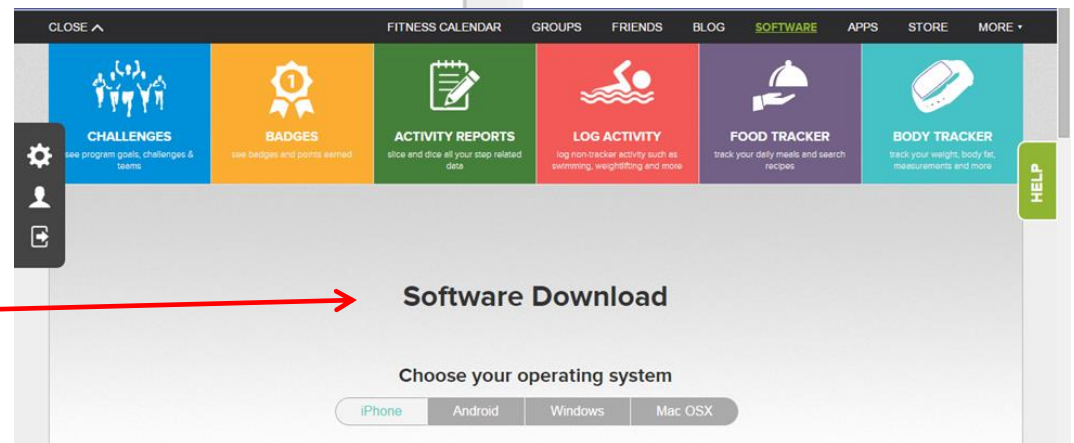 CLOSE
FITNESS CALENDAR GROUPS FRIENDS BLOG SOFTWARE APPS STORE MORE
1
CHALLENGES
see program goals, challenges &
teams
BADGES
see badges and points earned
ACTIVITY REPORTS
slice and dice all your step related
data
LOG ACTIVITY
log non-tracker activity such as
swimming, weightlifting and more
FOOD TRACKER
track your daily meals and search
recipes
BODY TRACKER
track your weight, body fat,
measurements and more
HELP
Software Download
Choose your operating system
iPhone Android Windows Mac OSX